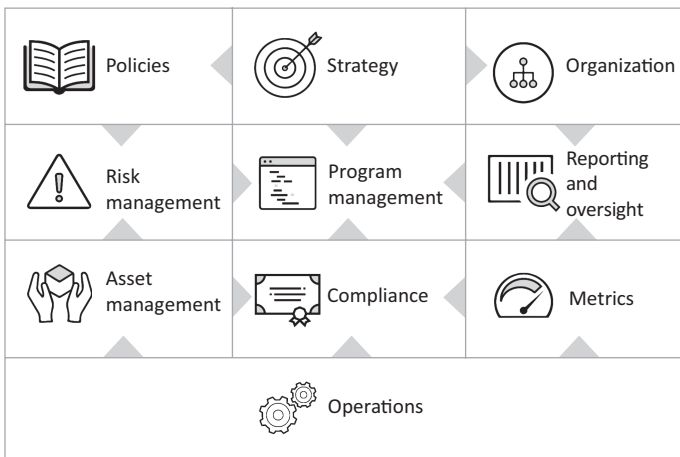 Policies
Strategy
Organization
Risk
management
Program
management
Reporting
and
oversight
Asset
management
Compliance
Metrics
Operations